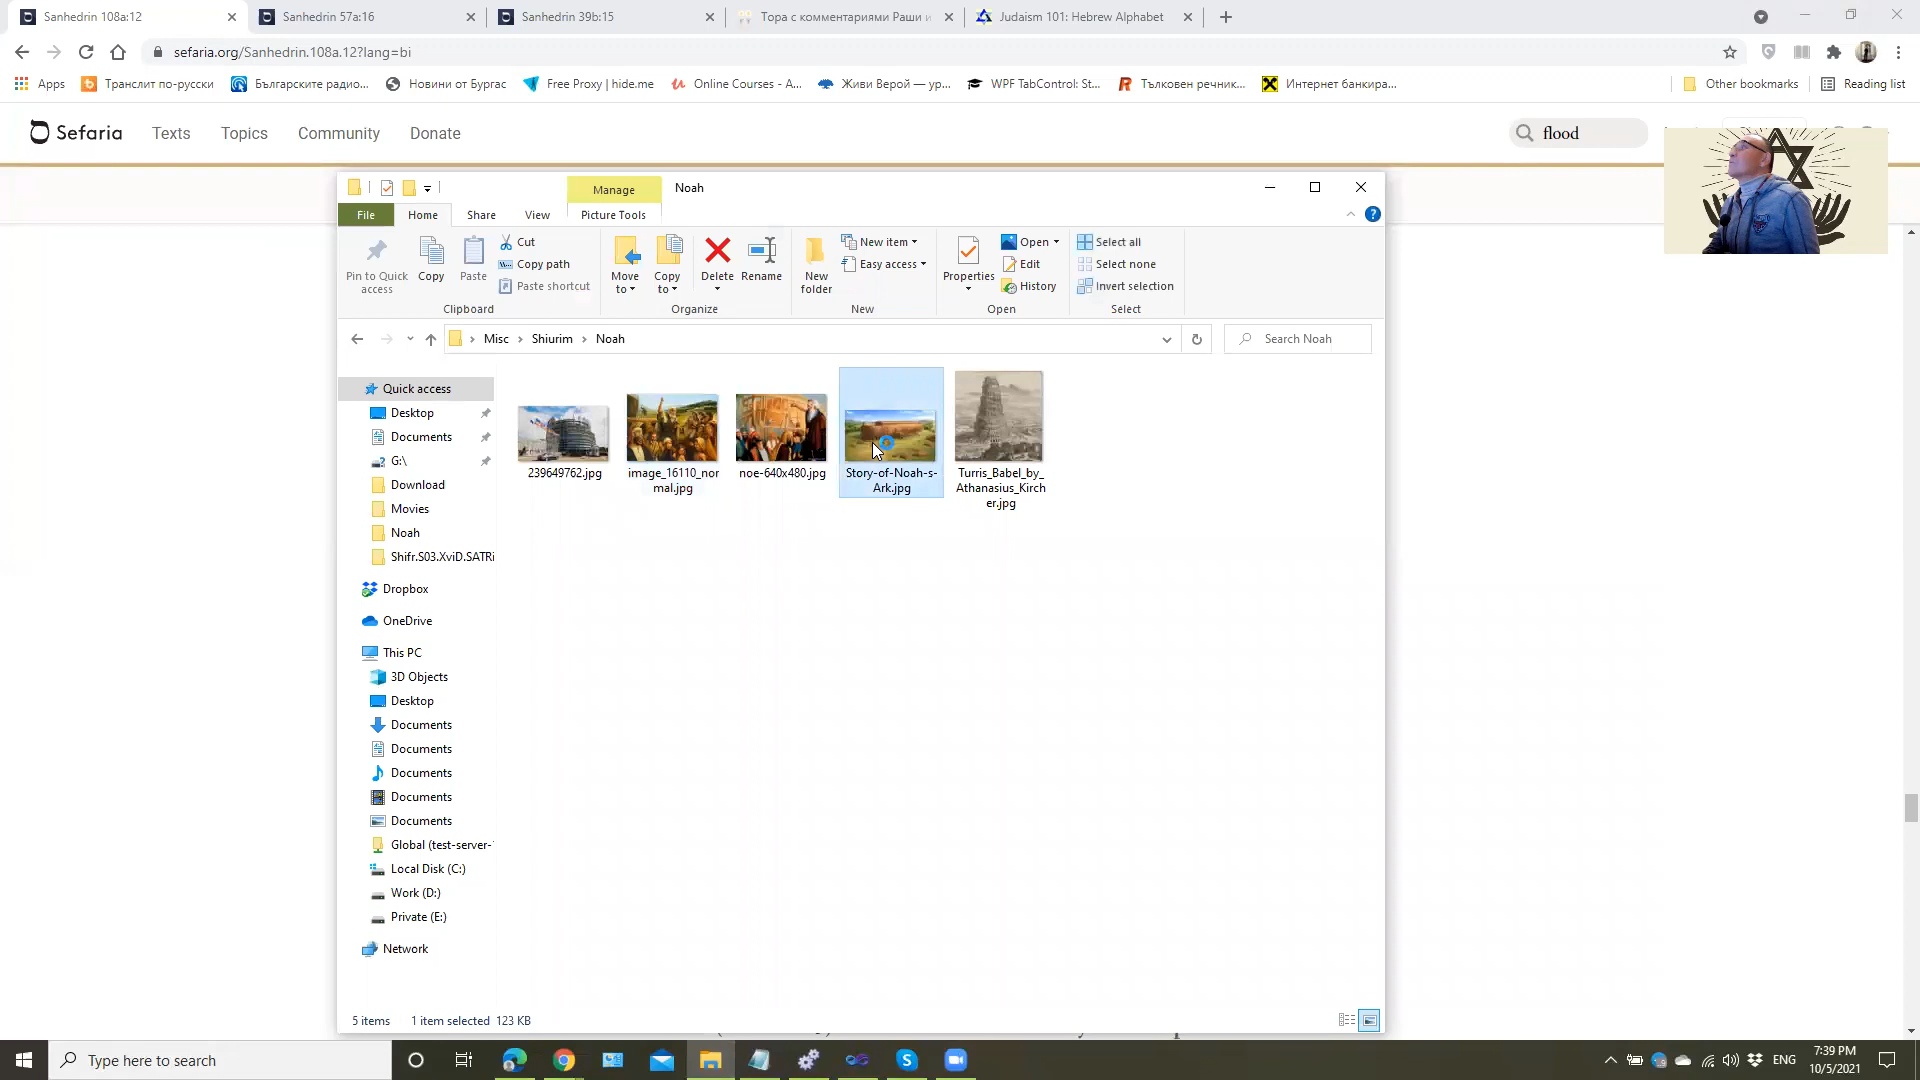 Sanhedrin 108a:12
Sanhedrin 57a:16
Sanhedrin 39b:15
Тора с комментариями Раши и
Judaism 101: Hebrew Alphabet
sefaria.org/Sanhedrin.108a.12?lang=bi
Apps
Транслит по-русски
Българските радио...
Новини от Бургас
Free Proxy | hide.me
Online Courses - A...
Живи Верой — ур...
WPF TabControl: St...
Тълковен речник...
Интернет банкира...
Other bookmarks
Reading list
Sefaria
Texts
Topics
Community
Donate
flood
Manage
Noah
File
Home
Share
View
Picture Tools
Pin to Quick access
Copy
Paste
Cut
Copy path
Paste shortcut
Clipboard
Move to
Copy to
Delete
Rename
Organize
New folder
New item
Easy access
New
Properties
Open
Edit
History
Open
Select all
Select none
Invert selection
Select
Misc
Shiurim
Noah
Search Noah
Quick access
Desktop
Documents
G:\
Download
Movies
Noah
Shifr.S03.XviD.SATRi
Dropbox
OneDrive
This PC
3D Objects
Desktop
Documents
Documents
Documents
Documents
Documents
Global (test-server-
Local Disk (C:)
Work (D:)
Private (E:)
Network
239649762.jpg
image_16110_nor
mal.jpg
noe-640x480.jpg
Story-of-Noah-s-
Ark.jpg
Turris_Babel_by_
Athanasius_Kirch
er.jpg
5 items
1 item selected 123 KB
Type here to search
ENG
7:39 PM
10/5/2021